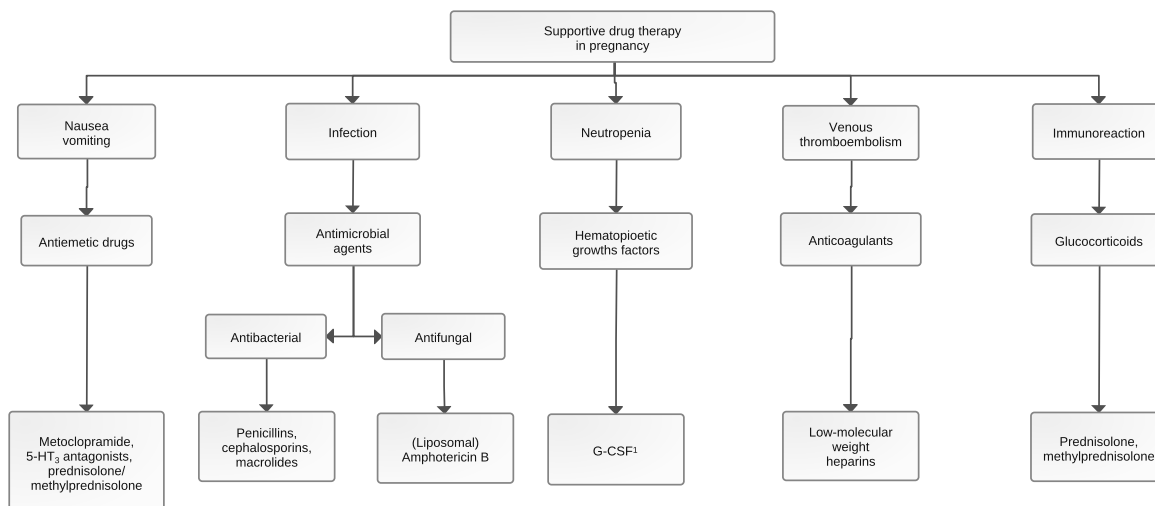 Supportive drug therapy
in pregnancy
Nausea
vomiting
Infection
Neutropenia
Venous
thromboembolism
Immunoreaction
Antiemetic drugs
Antimicrobial
agents
Hematopioetic
growths factors
Anticoagulants
Glucocorticoids
Antibacterial
Antifungal
Metoclopramide,
5-HT₃ antagonists,
prednisolone/
methylprednisolone
Penicillins,
cephalosporins,
macrolides
(Liposomal)
Amphotericin B
G-CSF¹
Low-molecular
weight
heparins
Prednisolone,
methylprednisolone